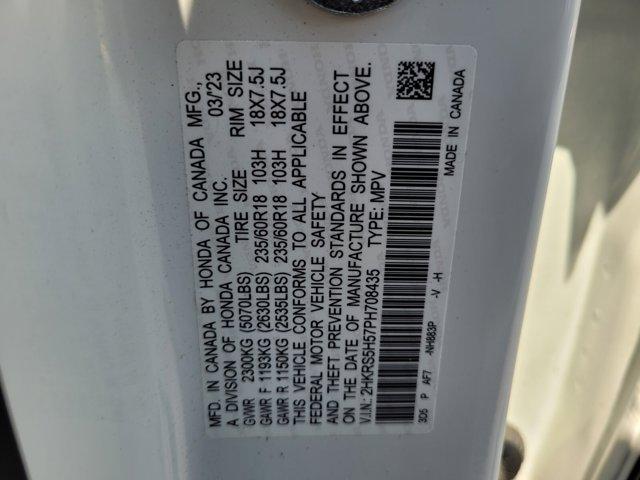 MFD. IN CANADA BY HONDA OF CANADA MFG.,
A DIVISION OF HONDA CANADA INC. 03/'23
GVWR 2300KG (5070LBS) TIRE SIZE RIM SIZE
GAWR F 1193KG (2630LBS) 235/60R18 103H 18X7.5J
GAWR R 1150KG (2535LBS) 235/60R18 103H 18X7.5J
THIS VEHICLE CONFORMS TO ALL APPLICABLE
FEDERAL MOTOR VEHICLE SAFETY
AND THEFT PREVENTION STANDARDS IN EFFECT
ON THE DATE OF MANUFACTURE SHOWN ABOVE.
V.I.N.: 2HKRS5H57PH708435 TYPE: MPV
3D5 P AF7 -NH883P -V -H
MADE IN CANADA